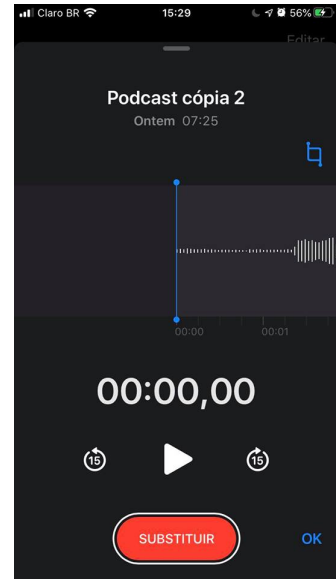 Claro BR 15:29 56%
Editar
Podcast cópia 2
Ontem 07:25
00:00 00:01
00:00,00
15 15
SUBSTITUIR OK